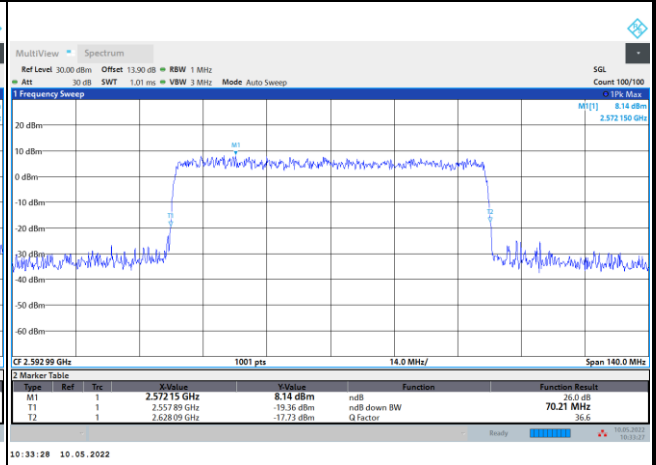 MultiView Spectrum
Ref Level 30.00 dBm Offset 13.90 dB RBW 1 MHz SGL
Att 30 dB SWT 1.01 ms VBW 3 MHz Mode Auto Sweep Count 100/100
1 Frequency Sweep 1Pk Max
M1[1] 8.14 dBm
2.572 150 GHz
20 dBm
M1
10 dBm
0 dBm
-10 dBm
T1 T2
-20 dBm
-30 dBm
-40 dBm
-50 dBm
-60 dBm
CF 2.592 99 GHz 1001 pts 14.0 MHz/ Span 140.0 MHz
2 Marker Table
Type Ref Trc X-Value Y-Value Function Function Result
M1 1 2.572 15 GHz 8.14 dBm ndB 26.0 dB
T1 1 2.557 89 GHz -19.36 dBm ndB down BW 70.21 MHz
T2 1 2.628 09 GHz -17.73 dBm Q Factor 36.6
Ready 10.05.2022
10:33:27
10:33:28 10.05.2022